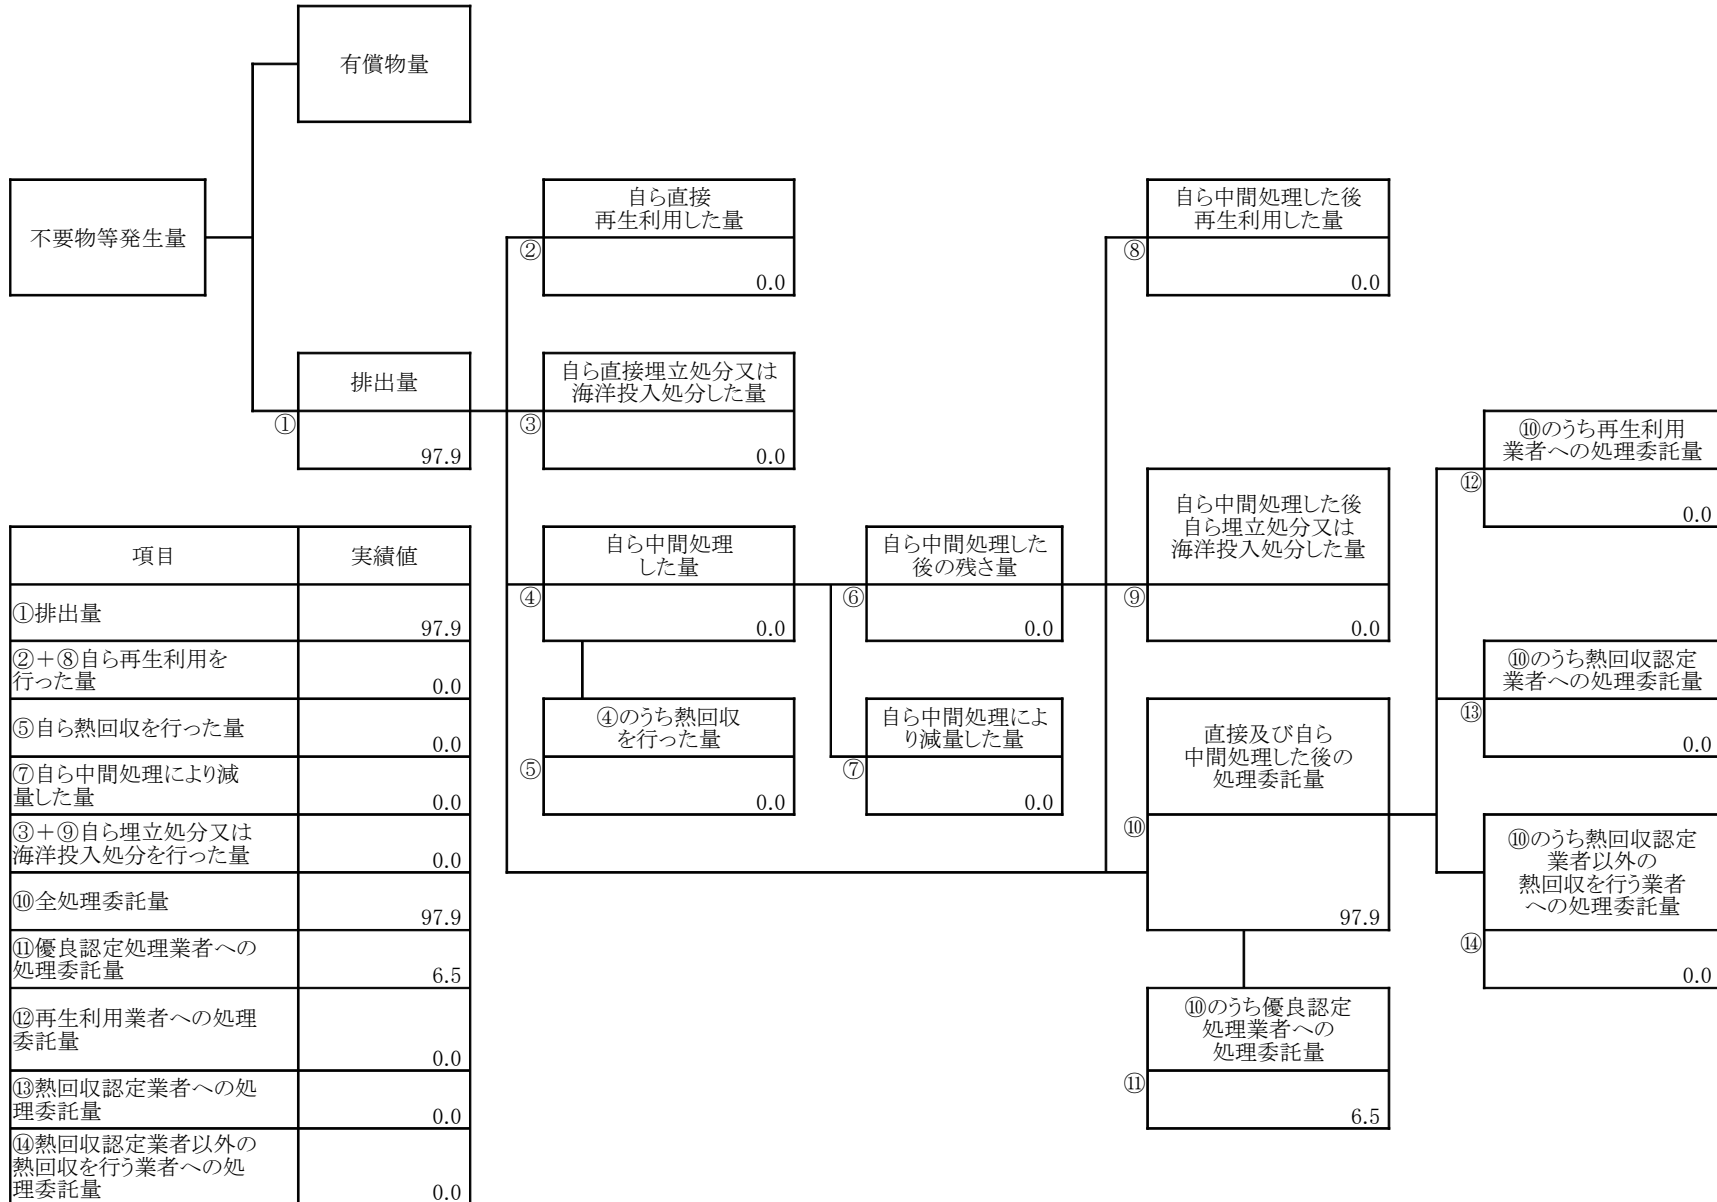 有償物量
不要物等発生量
自ら直接
再生利用した量
②
0.0
自ら中間処理した後
再生利用した量
⑧
0.0
排出量
①
97.9
自ら直接埋立処分又は
海洋投入処分した量
③
0.0
⑩のうち再生利用
業者への処理委託量
⑫
0.0
自ら中間処理
した量
④
0.0
自ら中間処理した
後の残さ量
⑥
0.0
自ら中間処理した後
自ら埋立処分又は
海洋投入処分した量
⑨
0.0
⑩のうち熱回収認定
業者への処理委託量
⑬
0.0
④のうち熱回収
を行った量
⑤
0.0
自ら中間処理によ
り減量した量
⑦
0.0
直接及び自ら
中間処理した後の
処理委託量
⑩
97.9
⑩のうち熱回収認定
業者以外の
熱回収を行う業者
への処理委託量
⑭
0.0
⑩のうち優良認定
処理業者への
処理委託量
⑪
6.5
項目 実績値
①排出量
97.9
②＋⑧自ら再生利用を
行った量
0.0
⑤自ら熱回収を行った量
0.0
⑦自ら中間処理により減
量した量
0.0
③＋⑨自ら埋立処分又は
海洋投入処分を行った量
0.0
⑩全処理委託量
97.9
⑪優良認定処理業者への
処理委託量
6.5
⑫再生利用業者への処理
委託量
0.0
⑬熱回収認定業者への処
理委託量
0.0
⑭熱回収認定業者以外の
熱回収を行う業者への処
理委託量
0.0